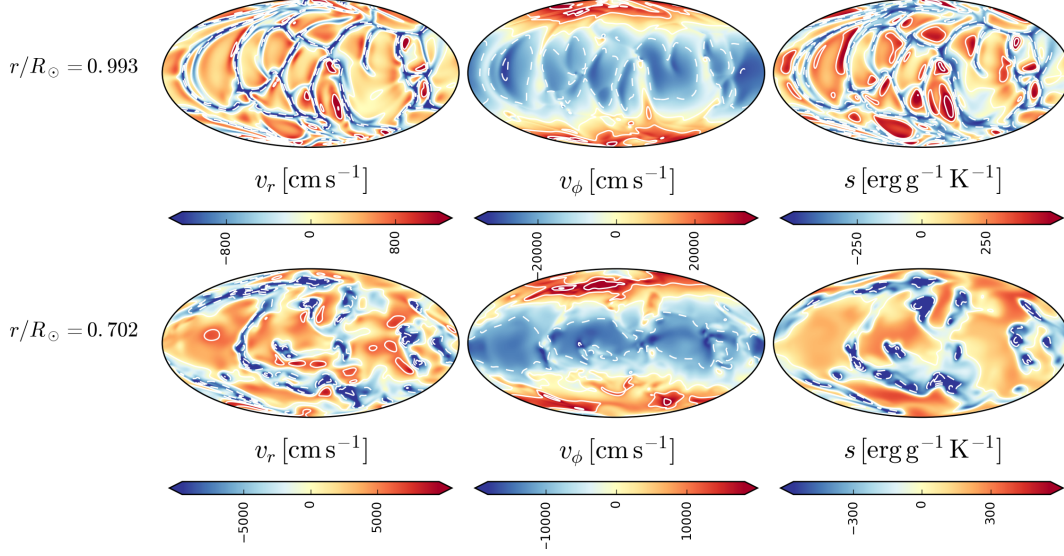 r/R☉ = 0.993
v_r [cm s⁻¹] v_ϕ [cm s⁻¹] s [erg g⁻¹ K⁻¹]
−800 0 800 −20000 0 20000 −250 0 250
r/R☉ = 0.702
v_r [cm s⁻¹] v_ϕ [cm s⁻¹] s [erg g⁻¹ K⁻¹]
−5000 0 5000 −10000 0 10000 −300 0 300